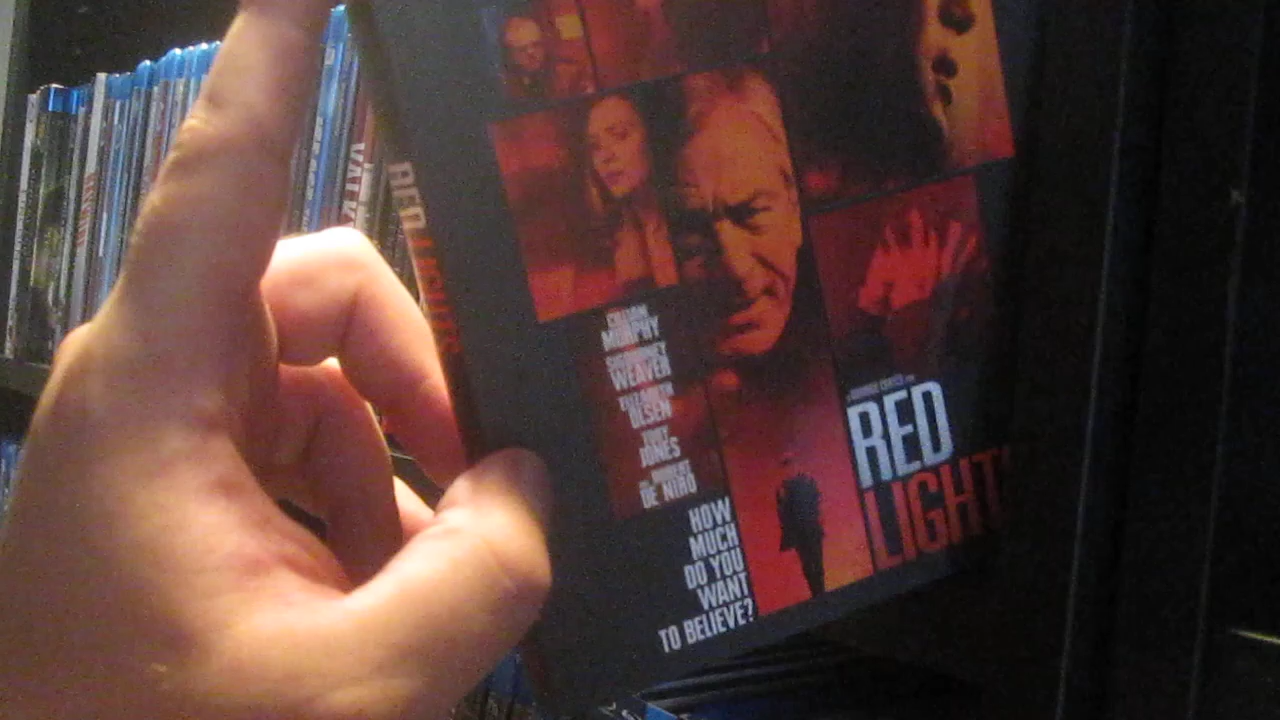 RED LIGHTS
CILLIAN
MURPHY
SIGOURNEY
WEAVER
ELIZABETH
OLSEN
TOBY
JONES
ROBERT
DE NIRO
HOW
MUCH
DO YOU
WANT
TO BELIEVE?
RED
LIGHTS